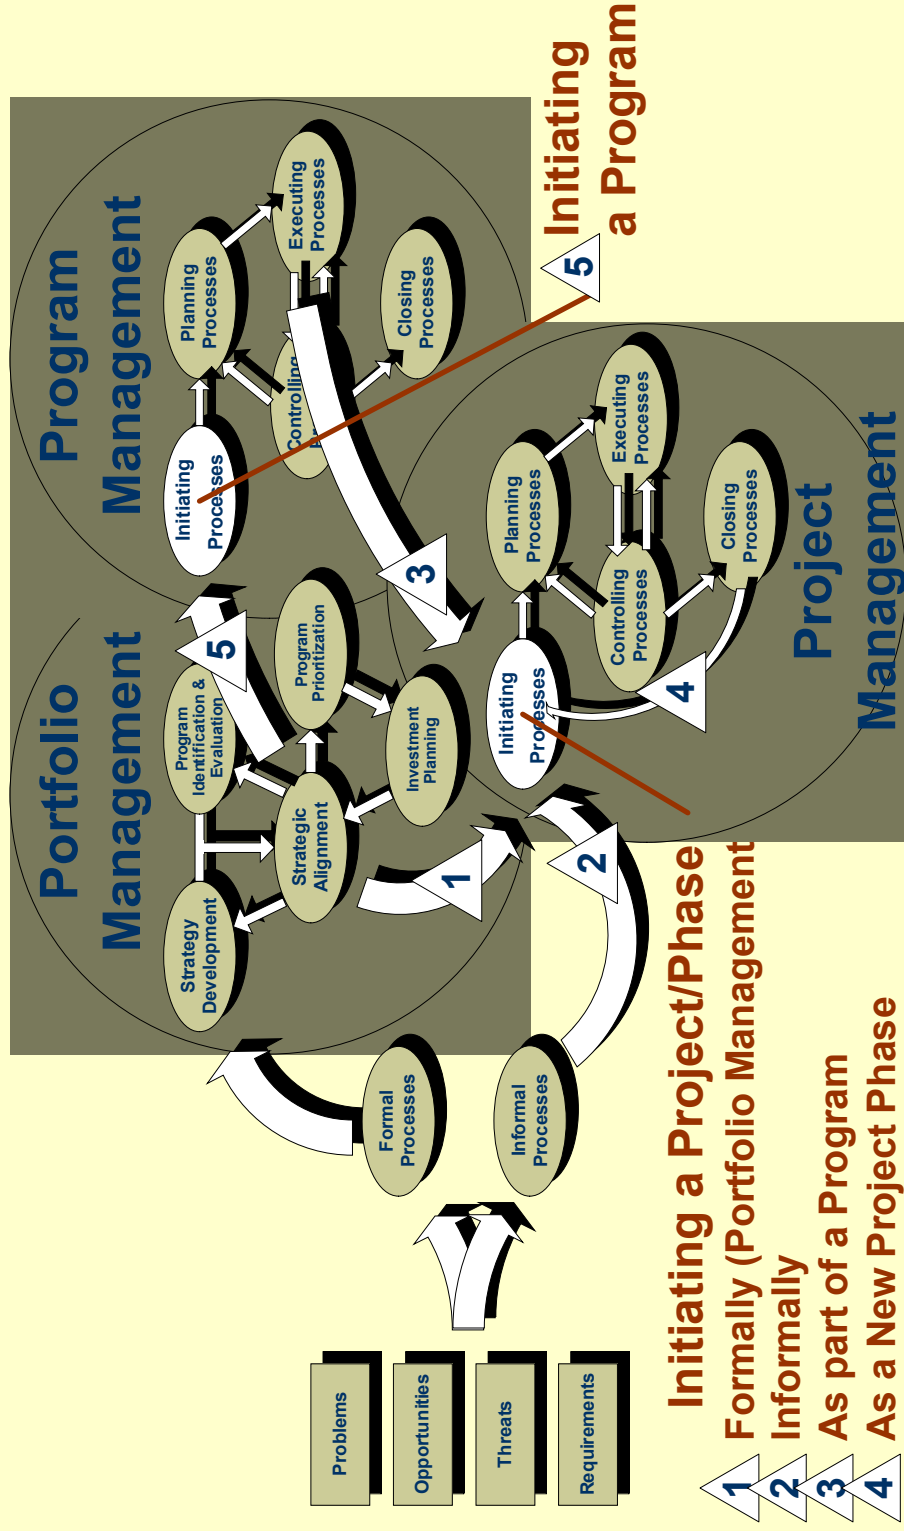 Portfolio
Management
Program
Management
Strategy
Development
Program
Identification &
Evaluation
Strategic
Alignment
Program
Prioritization
Investment
Planning
Initiating
Processes
Planning
Processes
Executing
Processes
Controlling
Closing
Processes
5
3
1
2
4
Formal
Processes
Informal
Processes
Problems
Opportunities
Threats
Requirements
Initiating
Processes
Planning
Processes
Executing
Processes
Controlling
Processes
Closing
Processes
Project
Management
5
Initiating
a Program
Initiating a Project/Phase
1 Formally (Portfolio Management
2 Informally
3 As part of a Program
4 As a New Project Phase